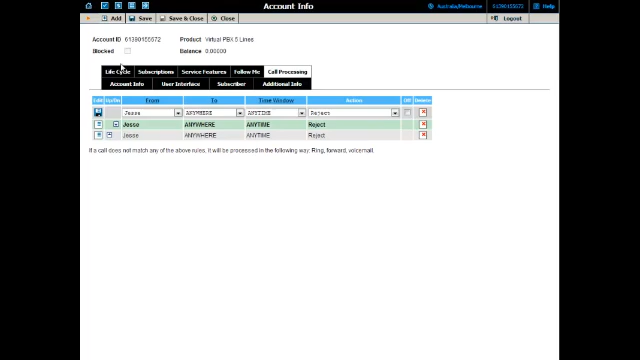 Account Info
Add Save Save & Close Close Australia/Melbourne 61390155572 Help
Logout
Account ID 61390155572 Product Virtual PBX 5 Lines
Blocked Balance 0.00000
Life Cycle Subscriptions Service Features Follow Me Call Processing
Account Info User Interface Subscriber Additional Info
Edit Up/Dn From To Time Window Action Off Delete
Jesse ANYWHERE ANYTIME Reject
Jesse ANYWHERE ANYTIME Reject
Jesse ANYWHERE ANYTIME Reject
If a call does not match any of the above rules, it will be processed in the following way: Ring, forward, voicemail.